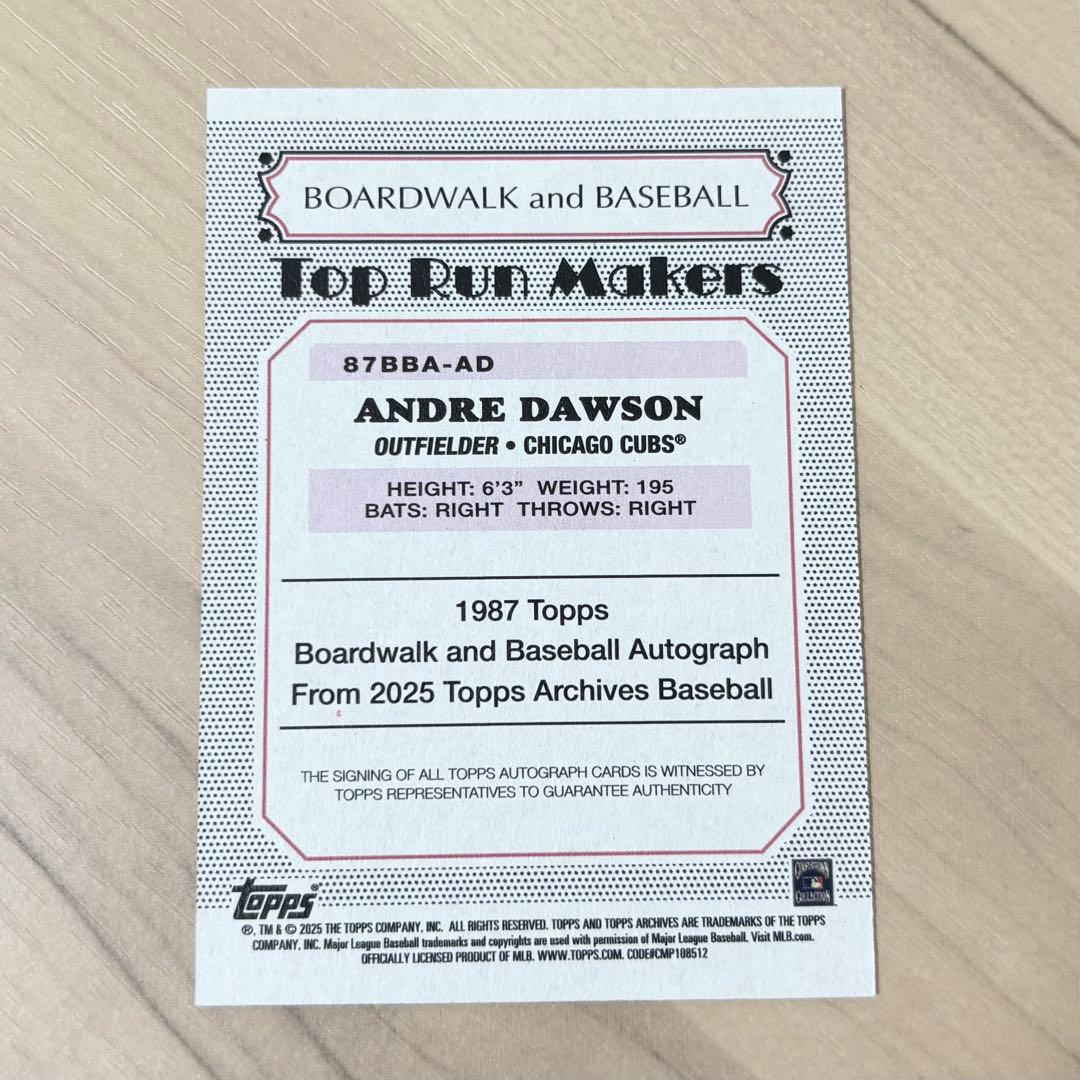 BOARDWALK and BASEBALL
Top Run Makers
87BBA-AD
ANDRE DAWSON
OUTFIELDER • CHICAGO CUBS®
HEIGHT: 6'3" WEIGHT: 195
BATS: RIGHT THROWS: RIGHT
1987 Topps
Boardwalk and Baseball Autograph
From 2025 Topps Archives Baseball
THE SIGNING OF ALL TOPPS AUTOGRAPH CARDS IS WITNESSED BY
TOPPS REPRESENTATIVES TO GUARANTEE AUTHENTICITY
Topps®
COOPERSTOWN
COLLECTION
®, TM & © 2025 THE TOPPS COMPANY, INC. ALL RIGHTS RESERVED. TOPPS AND TOPPS ARCHIVES ARE TRADEMARKS OF THE TOPPS
COMPANY, INC. Major League Baseball trademarks and copyrights are used with permission of Major League Baseball. Visit MLB.com.
OFFICIALLY LICENSED PRODUCT OF MLB. WWW.TOPPS.COM. CODE#CMP108512